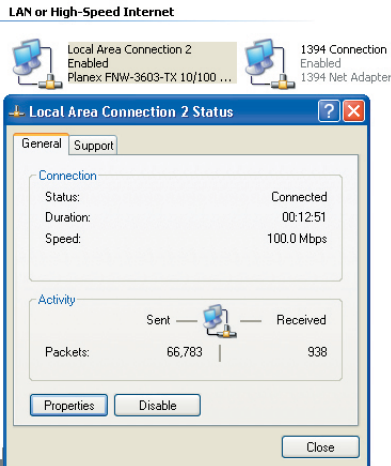 LAN or High-Speed Internet
Local Area Connection 2
Enabled
Planex FNW-3603-TX 10/100 ...
1394 Connection
Enabled
1394 Net Adapter
Local Area Connection 2 Status
General Support
Connection
Status: Connected
Duration: 00:12:51
Speed: 100.0 Mbps
Activity
Sent — Received
Packets: 66,783 | 938
Properties Disable
Close